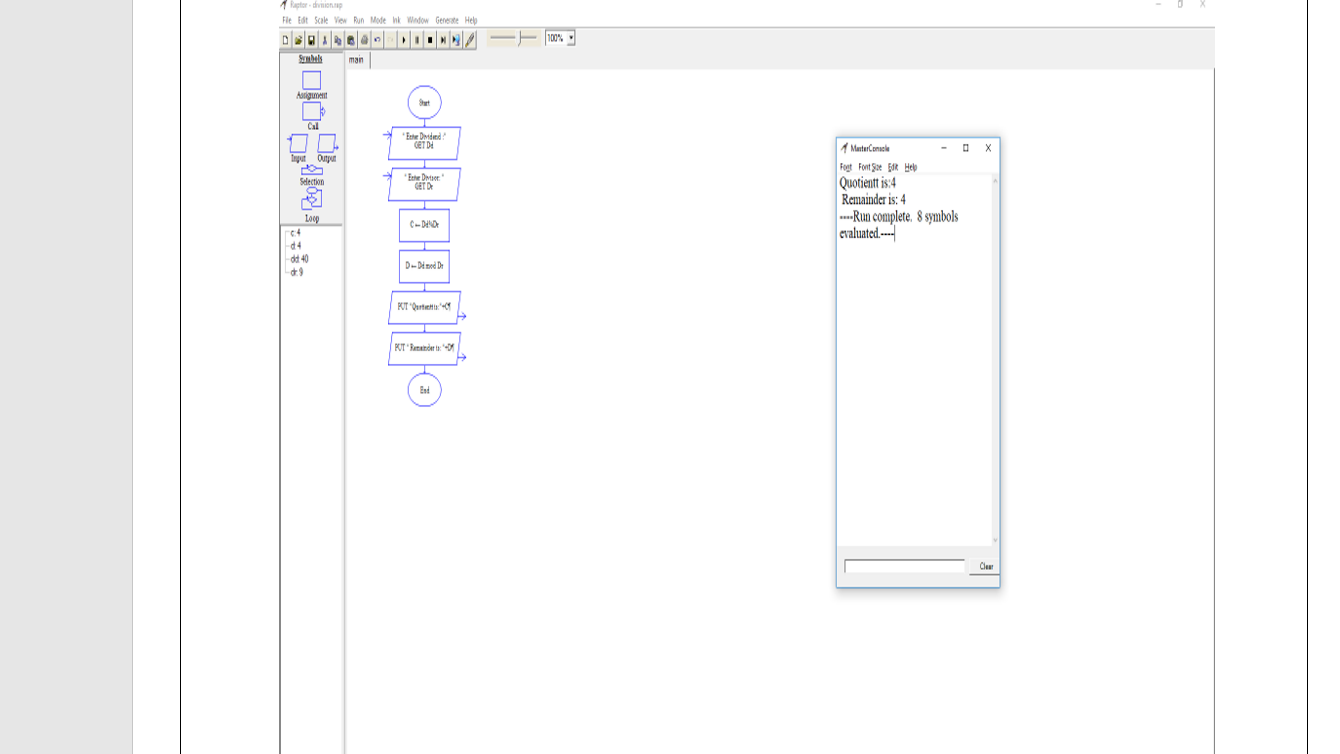 Raptor - division.rap
File Edit Scale View Run Mode Ink Window Generate Help
100%
Symbols
main
Assignment
Call
Input Output
Selection
Loop
c: 4
d: 4
dd: 40
dr: 9
Start
"Enter Dividend :"
GET Dd
"Enter Divisor: "
GET Dr
C ← Dd%Dr
D ← Dd mod Dr
PUT "Quotientt is:"+C¶
PUT " Remainder is: "+D¶
End
MasterConsole
Font Font Size Edit Help
Quotientt is:4
Remainder is: 4
----Run complete. 8 symbols
evaluated.----
Clear